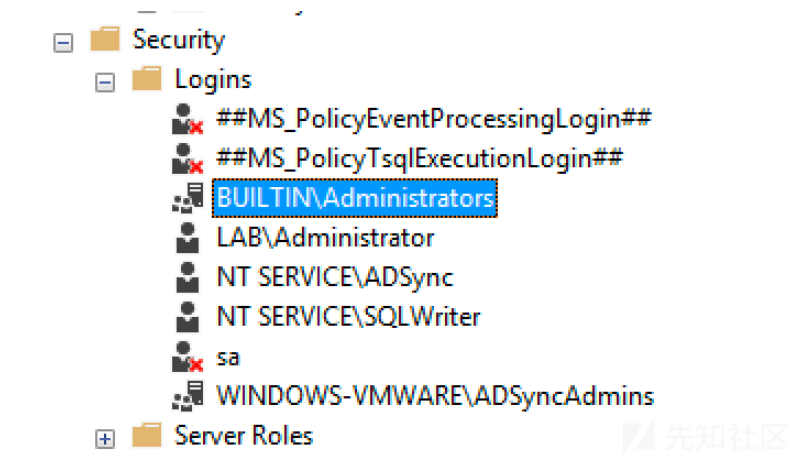 Security
Logins
##MS_PolicyEventProcessingLogin##
##MS_PolicyTsqlExecutionLogin##
BUILTIN\Administrators
LAB\Administrator
NT SERVICE\ADSync
NT SERVICE\SQLWriter
sa
WINDOWS-VMWARE\ADSyncAdmins
Server Roles
先知社区